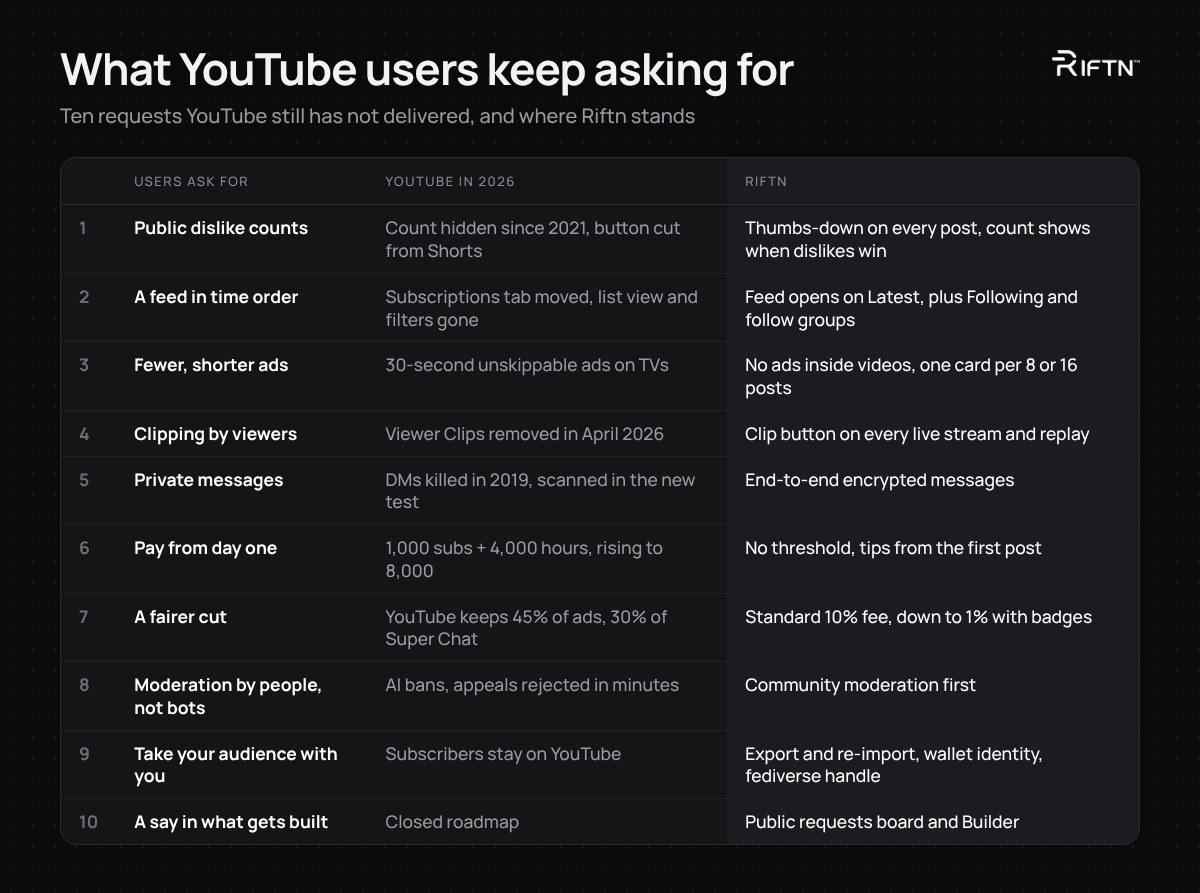 What YouTube users keep asking for
RIFTN™
Ten requests YouTube still has not delivered, and where Riftn stands
USERS ASK FOR
YOUTUBE IN 2026
RIFTN
1
Public dislike counts
Count hidden since 2021, button cut
from Shorts
Thumbs-down on every post, count shows
when dislikes win
2
A feed in time order
Subscriptions tab moved, list view and
filters gone
Feed opens on Latest, plus Following and
follow groups
3
Fewer, shorter ads
30-second unskippable ads on TVs
No ads inside videos, one card per 8 or 16
posts
4
Clipping by viewers
Viewer Clips removed in April 2026
Clip button on every live stream and replay
5
Private messages
DMs killed in 2019, scanned in the new
test
End-to-end encrypted messages
6
Pay from day one
1,000 subs + 4,000 hours, rising to
8,000
No threshold, tips from the first post
7
A fairer cut
YouTube keeps 45% of ads, 30% of
Super Chat
Standard 10% fee, down to 1% with badges
8
Moderation by people,
not bots
AI bans, appeals rejected in minutes
Community moderation first
9
Take your audience with
you
Subscribers stay on YouTube
Export and re-import, wallet identity,
fediverse handle
10
A say in what gets built
Closed roadmap
Public requests board and Builder